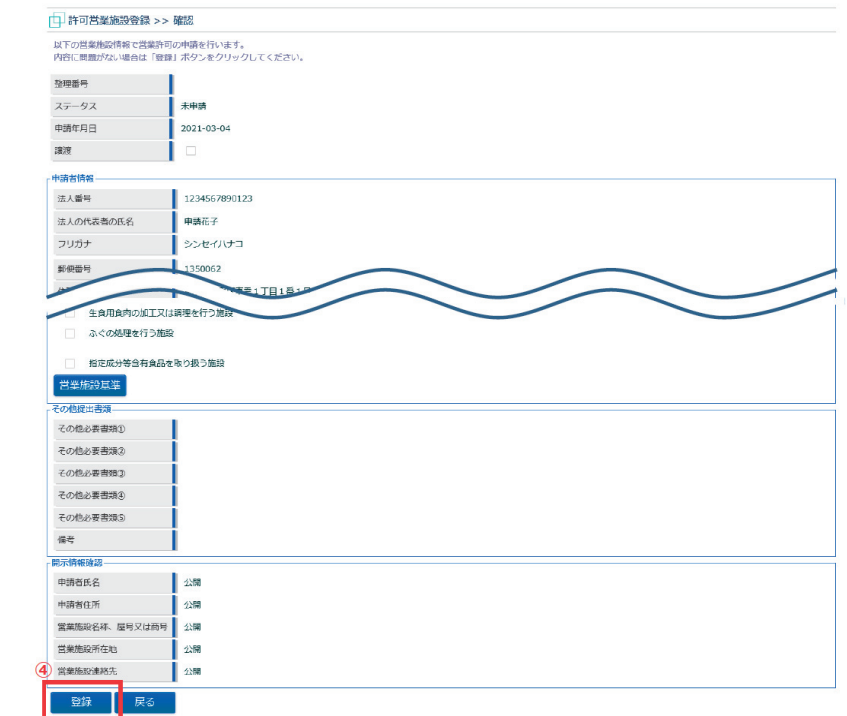 許可営業施設登録 >> 確認
以下の営業施設情報で営業許可の申請を行います。
内容に問題がない場合は「登録」ボタンをクリックしてください。
整理番号
ステータス 未申請
申請年月日 2021-03-04
譲渡
申請者情報
法人番号 1234567890123
法人の代表者の氏名 申請花子
フリガナ シンセイハナコ
郵便番号 1350062
1丁目1番1
生食用食肉の加工又は調理を行う施設
ふぐの処理を行う施設
指定成分等含有食品を取り扱う施設
営業施設基準
その他提出書類
その他必要書類①
その他必要書類②
その他必要書類③
その他必要書類④
その他必要書類⑤
備考
開示情報確認
申請者氏名 公開
申請者住所 公開
営業施設名称、屋号又は商号 公開
営業施設所在地 公開
④ 営業施設連絡先 公開
登録 戻る